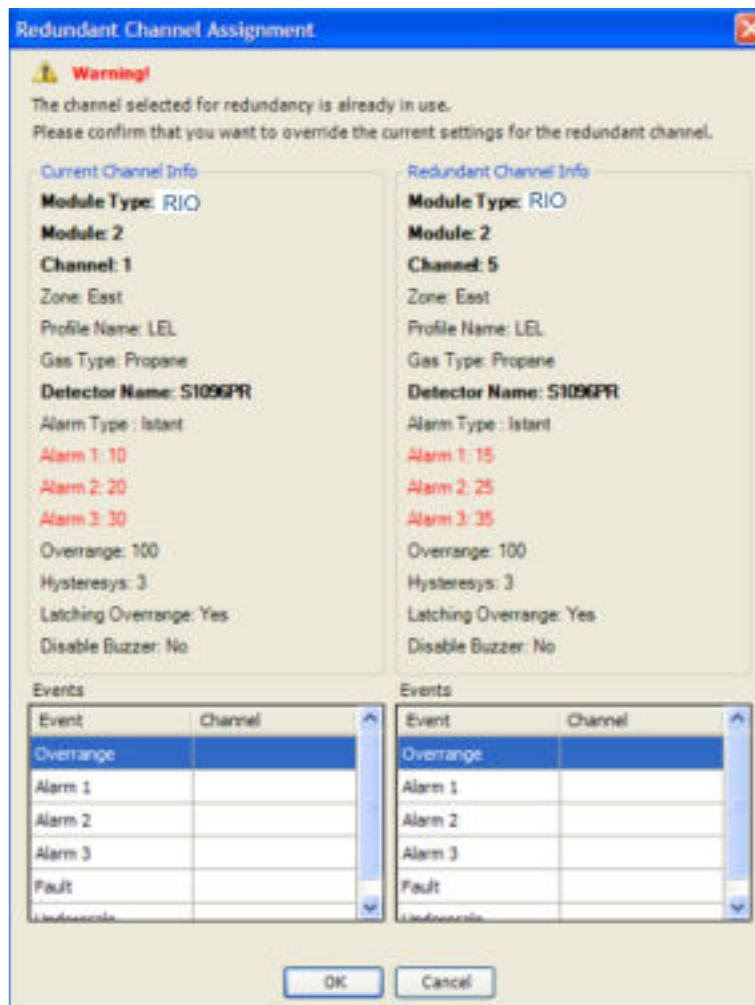 Redundant Channel Assignment
Warning!
The channel selected for redundancy is already in use.
Please confirm that you want to override the current settings for the redundant channel.
Current Channel Info
Module Type: RIO
Module: 2
Channel: 1
Zone: East
Profile Name: LEL
Gas Type: Propane
Detector Name: S1096PR
Alarm Type : Istant
Alarm 1: 10
Alarm 2: 20
Alarm 3: 30
Overrange: 100
Hysteresys: 3
Latching Overrange: Yes
Disable Buzzer: No
Redundant Channel Info
Module Type: RIO
Module: 2
Channel: 5
Zone: East
Profile Name: LEL
Gas Type: Propane
Detector Name: S1096PR
Alarm Type : Istant
Alarm 1: 15
Alarm 2: 25
Alarm 3: 35
Overrange: 100
Hysteresys: 3
Latching Overrange: Yes
Disable Buzzer: No
Events
Event Channel
Overrange
Alarm 1
Alarm 2
Alarm 3
Fault
Underscale
Events
Event Channel
Overrange
Alarm 1
Alarm 2
Alarm 3
Fault
Underscale
OK Cancel